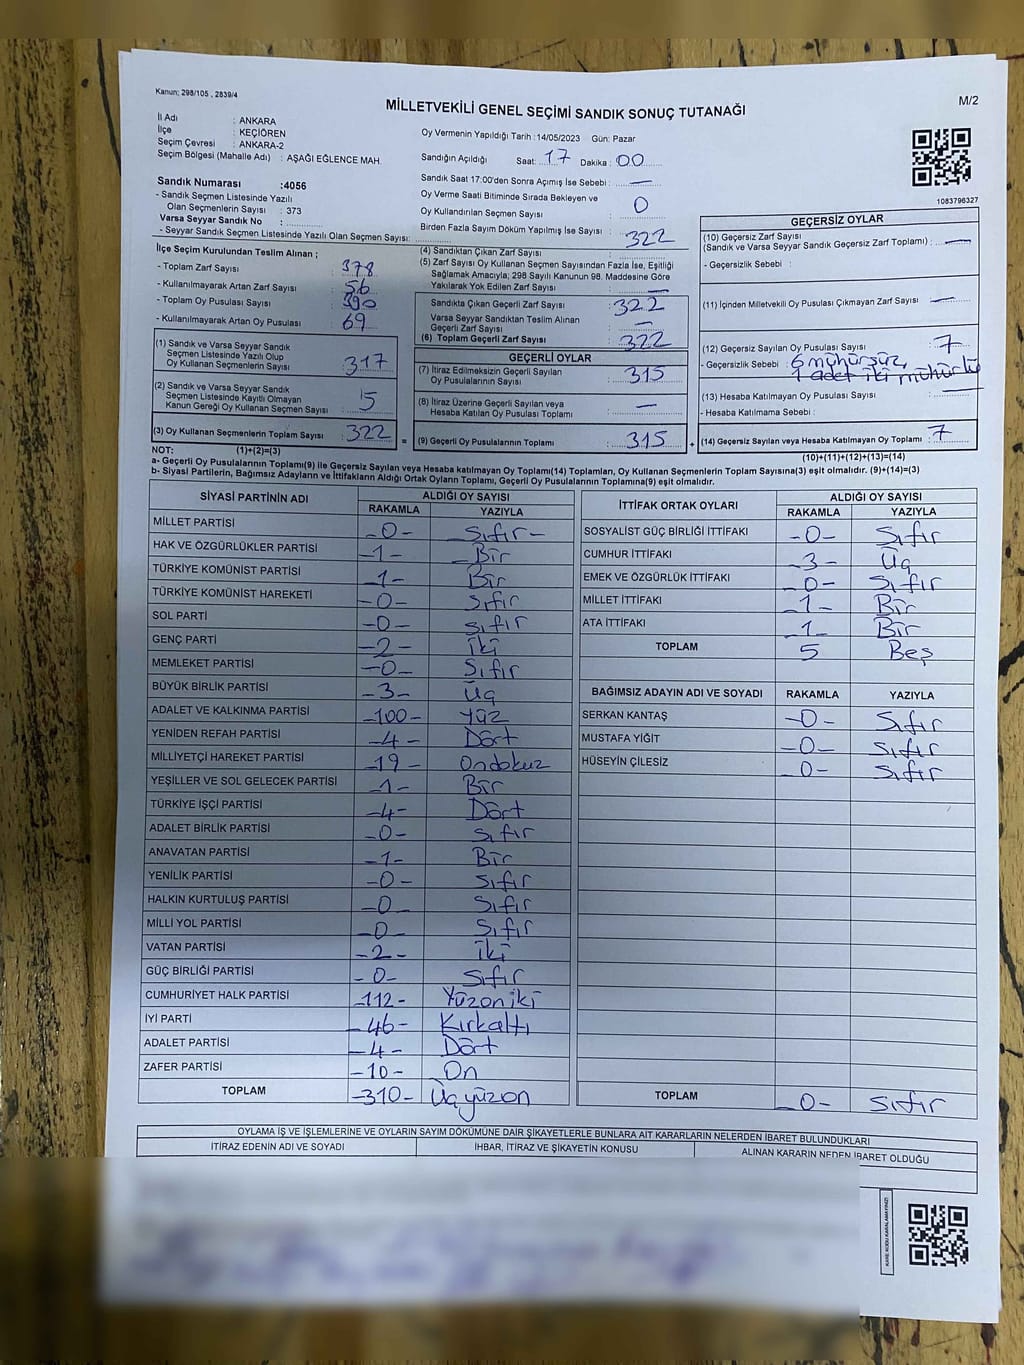 Kanun; 298/105 , 2839/4
MİLLETVEKİLİ GENEL SEÇİMİ SANDIK SONUÇ TUTANAĞI
M/2
İl Adı : ANKARA
İlçe : KEÇİÖREN
Seçim Çevresi : ANKARA-2
Seçim Bölgesi (Mahalle Adı) : AŞAĞI EĞLENCE MAH.
Oy Vermenin Yapıldığı Tarih : 14/05/2023 Gün: Pazar
Sandığın Açıldığı Saat: 17 Dakika : 00
Sandık Saat 17:00'den Sonra Açımış İse Sebebi : —
Oy Verme Saati Bitiminde Sırada Bekleyen ve
Oy Kullandırılan Seçmen Sayısı : 0
Birden Fazla Sayım Döküm Yapılmış İse Sayısı : 322
1083798327
Sandık Numarası :4056
- Sandık Seçmen Listesinde Yazılı
Olan Seçmenlerin Sayısı : 373
Varsa Seyyar Sandık No :
- Seyyar Sandık Seçmen Listesinde Yazılı Olan Seçmen Sayısı:
İlçe Seçim Kurulundan Teslim Alınan ;
- Toplam Zarf Sayısı : 378
- Kullanılmayarak Artan Zarf Sayısı : 56
- Toplam Oy Pusulası Sayısı : 390
- Kullanılmayarak Artan Oy Pusulası : 69
(1) Sandık ve Varsa Seyyar Sandık
Seçmen Listesinde Yazılı Olup
Oy Kullanan Seçmenlerin Sayısı : 317
(2) Sandık ve Varsa Seyyar Sandık
Seçmen Listesinde Kayıtlı Olmayan
Kanun Gereği Oy Kullanan Seçmen Sayısı : 5
(3) Oy Kullanan Seçmenlerin Toplam Sayısı : 322 =
(4) Sandıktan Çıkan Zarf Sayısı
(5) Zarf Sayısı Oy Kullanan Seçmen Sayısından Fazla İse, Eşitliği
Sağlamak Amacıyla; 298 Sayılı Kanunun 98. Maddesine Göre
Yakılarak Yok Edilen Zarf Sayısı : —
Sandıkta Çıkan Geçerli Zarf Sayısı : 322
Varsa Seyyar Sandıktan Teslim Alınan
Geçerli Zarf Sayısı : —
(6) Toplam Geçerli Zarf Sayısı : 322
GEÇERLİ OYLAR
(7) İtiraz Edilmeksizin Geçerli Sayılan
Oy Pusulalarının Sayısı : 315
(8) İtiraz Üzerine Geçerli Sayılan veya
Hesaba Katılan Oy Pusulası Toplamı : —
(9) Geçerli Oy Pusulalarının Toplamı : 315 +
GEÇERSİZ OYLAR
(10) Geçersiz Zarf Sayısı
(Sandık ve Varsa Seyyar Sandık Geçersiz Zarf Toplamı) : —
- Geçersizlik Sebebi :
(11) İçinden Milletvekili Oy Pusulası Çıkmayan Zarf Sayısı : —
(12) Geçersiz Sayılan Oy Pusulası Sayısı : 7
- Geçersizlik Sebebi : 6 mühürsüz,
1 adet iki mühürlü
(13) Hesaba Katılmayan Oy Pusulası Sayısı :
- Hesaba Katılmama Sebebi :
(14) Geçersiz Sayılan veya Hesaba Katılmayan Oy Toplamı : 7
NOT: (1)+(2)=(3)
(10)+(11)+(12)+(13)=(14)
a- Geçerli Oy Pusulalarının Toplamı(9) ile Geçersiz Sayılan veya Hesaba katılmayan Oy Toplamı(14) Toplamları, Oy Kullanan Seçmenlerin Toplam Sayısına(3) eşit olmalıdır. (9)+(14)=(3)
b- Siyasi Partilerin, Bağımsız Adayların ve İttifakların Aldığı Ortak Oyların Toplamı, Geçerli Oy Pusulalarının Toplamına(9) eşit olmalıdır.
SİYASİ PARTİNİN ADI ALDIĞI OY SAYISI
RAKAMLA YAZIYLA
MİLLET PARTİSİ -0- Sıfır-
HAK VE ÖZGÜRLÜKLER PARTİSİ -1- Bir
TÜRKİYE KOMÜNİST PARTİSİ -1- Bir
TÜRKİYE KOMÜNİST HAREKETİ -0- Sıfır
SOL PARTİ -0- Sıfır
GENÇ PARTİ -2- İki
MEMLEKET PARTİSİ -0- Sıfır
BÜYÜK BİRLİK PARTİSİ -3- Üç
ADALET VE KALKINMA PARTİSİ -100- Yüz
YENİDEN REFAH PARTİSİ -4- Dört
MİLLİYETÇİ HAREKET PARTİSİ -19- Ondokuz
YEŞİLLER VE SOL GELECEK PARTİSİ -1- Bir
TÜRKİYE İŞÇİ PARTİSİ -4- Dört
ADALET BİRLİK PARTİSİ -0- Sıfır
ANAVATAN PARTİSİ -1- Bir
YENİLİK PARTİSİ -0- Sıfır
HALKIN KURTULUŞ PARTİSİ -0- Sıfır
MİLLİ YOL PARTİSİ -0- Sıfır
VATAN PARTİSİ -2- İki
GÜÇ BİRLİĞİ PARTİSİ -0- Sıfır
CUMHURİYET HALK PARTİSİ -112- Yüzoniki
İYİ PARTİ -46- Kırkaltı
ADALET PARTİSİ -4- Dört
ZAFER PARTİSİ -10- On
TOPLAM -310- Üçyüzon
İTTİFAK ORTAK OYLARI ALDIĞI OY SAYISI
RAKAMLA YAZIYLA
SOSYALİST GÜÇ BİRLİĞİ İTTİFAKI -0- Sıfır
CUMHUR İTTİFAKI -3- Üç
EMEK VE ÖZGÜRLÜK İTTİFAKI -0- Sıfır
MİLLET İTTİFAKI -1- Bir
ATA İTTİFAKI -1- Bir
TOPLAM 5 Beş
BAĞIMSIZ ADAYIN ADI VE SOYADI RAKAMLA YAZIYLA
SERKAN KANTAŞ -0- Sıfır
MUSTAFA YİĞİT -0- Sıfır
HÜSEYİN ÇİLESİZ -0- Sıfır
TOPLAM -0- Sıfır
OYLAMA İŞ VE İŞLEMLERİNE VE OYLARIN SAYIM DÖKÜMÜNE DAİR ŞİKAYETLERLE BUNLARA AİT KARARLARIN NELERDEN İBARET BULUNDUKLARI
İTİRAZ EDENİN ADI VE SOYADI İHBAR, İTİRAZ VE ŞİKAYETİN KONUSU ALINAN KARARIN NEDEN İBARET OLDUĞU
KARE KODU KARALAMAYINIZ!